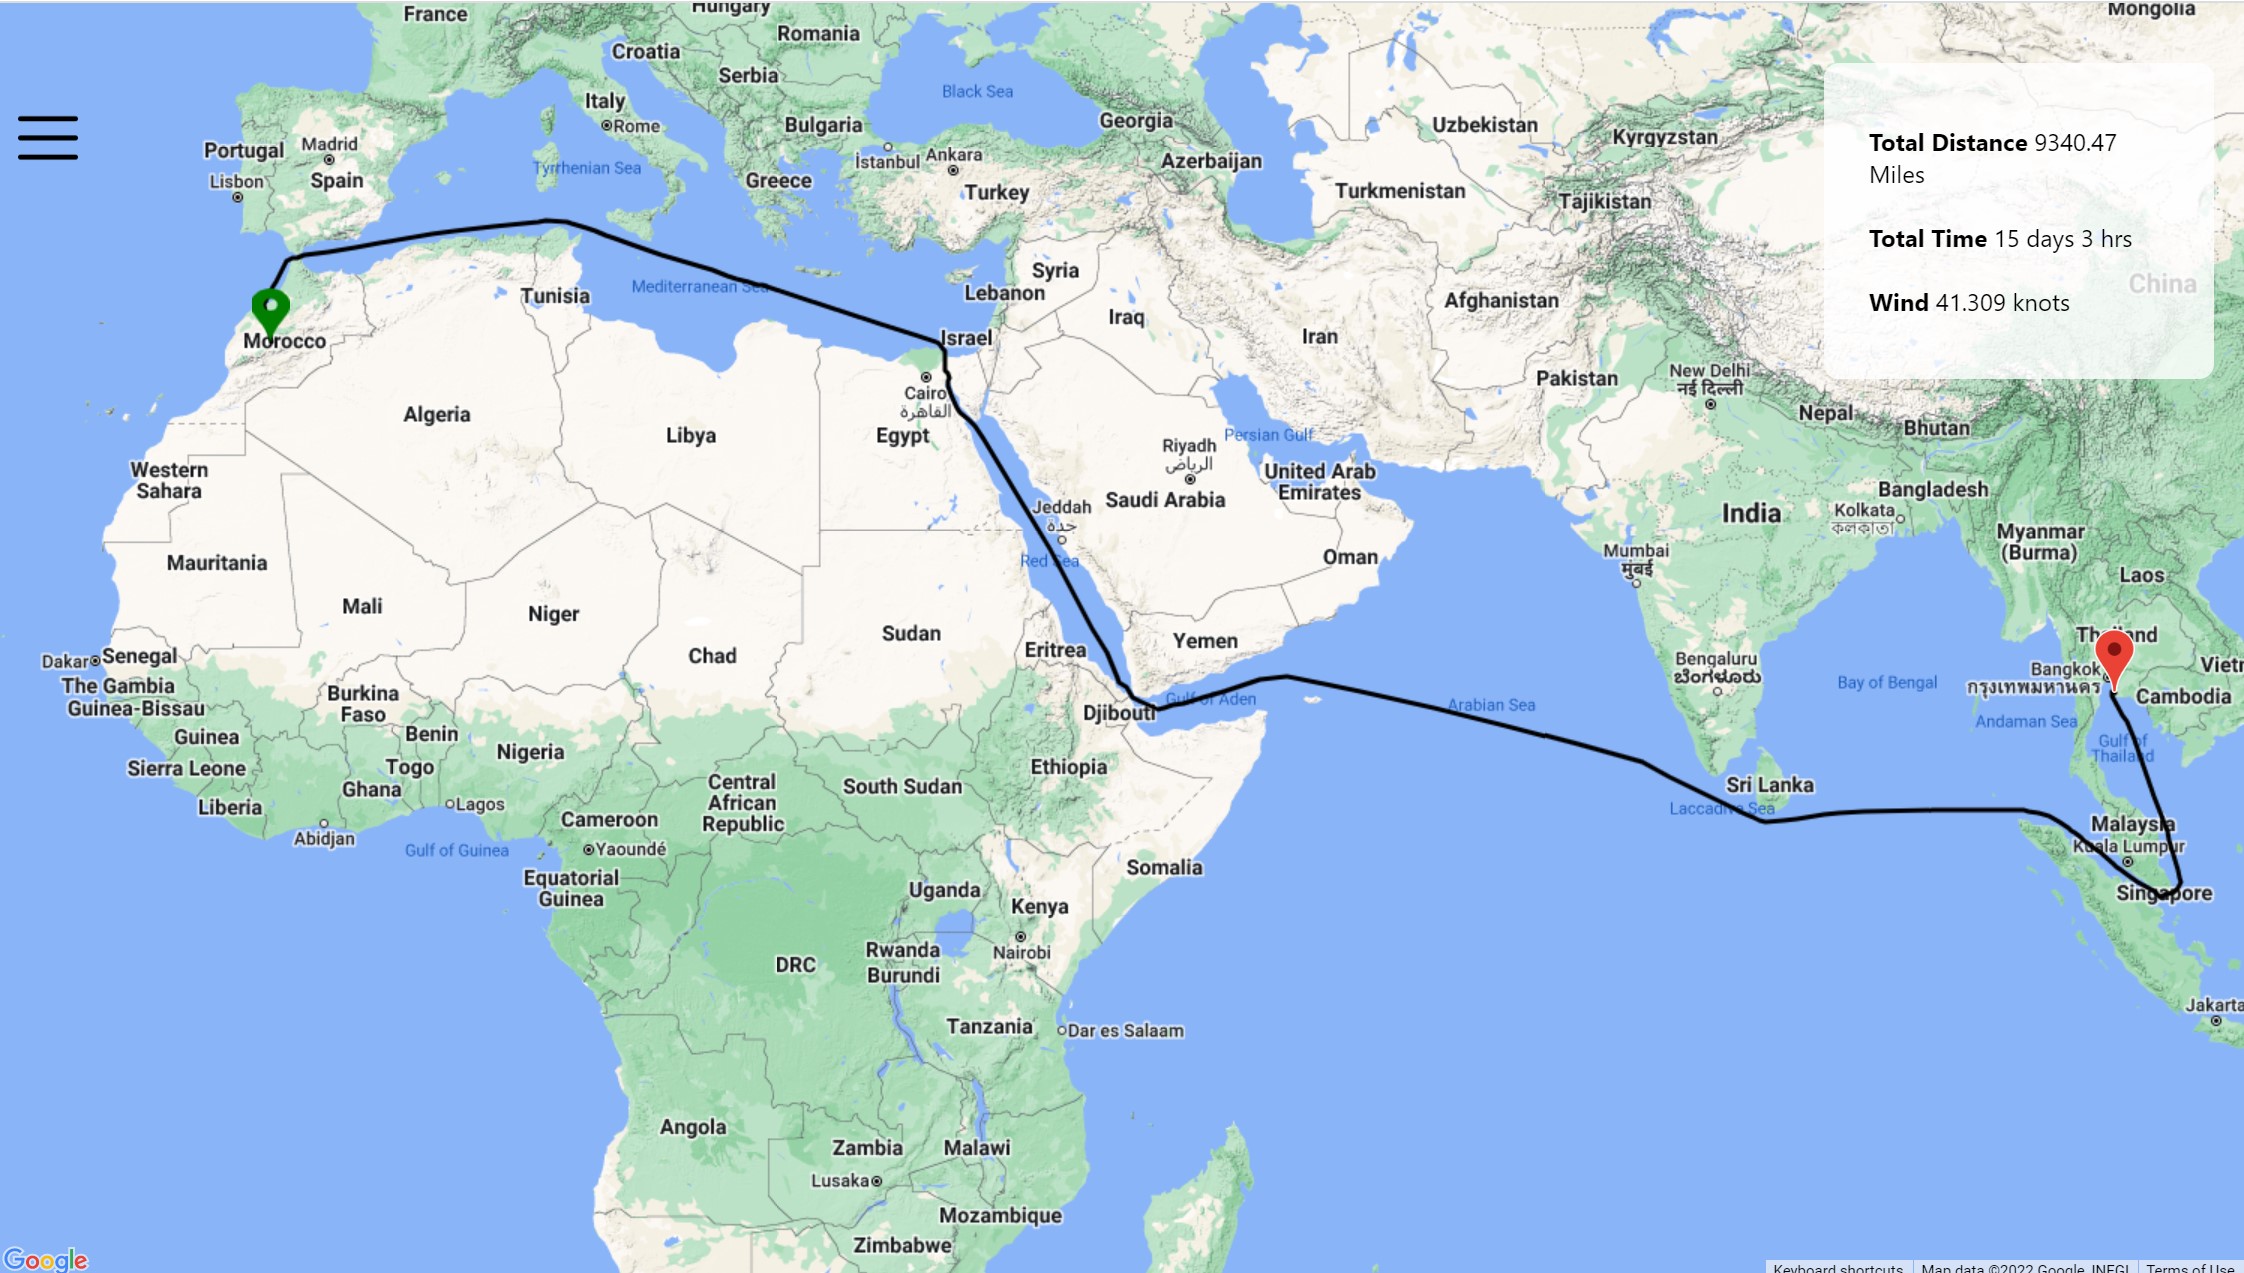 France
Hungary
Mongolia
Romania
Croatia
Serbia
Black Sea
Italy
Rome
Bulgaria
Georgia
Uzbekistan
Kyrgyzstan
Portugal
Madrid
İstanbul
Ankara
Azerbaijan
Total Distance 9340.47
Miles
Lisbon
Spain
Tyrrhenian Sea
Greece
Turkey
Turkmenistan
Tajikistan
Total Time 15 days 3 hrs
Syria
China
Tunisia
Mediterranean Sea
Lebanon
Iraq
Afghanistan
Wind 41.309 knots
Morocco
Israel
Iran
Pakistan
New Delhi
नई दिल्ली
Cairo
القاهرة
Algeria
Libya
Egypt
Persian Gulf
Nepal
Bhutan
Riyadh
الرياض
Western
Sahara
United Arab
Emirates
Saudi Arabia
Bangladesh
Jeddah
جدة
India
Kolkata
কলকাতা
Myanmar
(Burma)
Mauritania
Red Sea
Oman
Mumbai
मुंबई
Laos
Mali
Niger
Sudan
Yemen
Thailand
Dakar
Senegal
Chad
Eritrea
Bengaluru
ಬೆಂಗಳೂರು
Bangkok
กรุงเทพมหานคร
Vietn
The Gambia
Guinea-Bissau
Burkina
Faso
Gulf of Aden
Arabian Sea
Bay of Bengal
Cambodia
Djibouti
Andaman Sea
Guinea
Benin
Nigeria
Gulf of
Thailand
Sierra Leone
Togo
Ghana
Central
African
Republic
South Sudan
Ethiopia
Sri Lanka
Liberia
Lagos
Laccadive Sea
Abidjan
Cameroon
Malaysia
Gulf of Guinea
Yaoundé
Kuala Lumpur
Equatorial
Guinea
Uganda
Somalia
Singapore
Kenya
Rwanda
Burundi
Nairobi
DRC
Jakarta
Tanzania
Dar es Salaam
Angola
Zambia
Malawi
Lusaka
Mozambique
Zimbabwe
Google
Keyboard shortcuts
Map data ©2022 Google, INEGI
Terms of Use